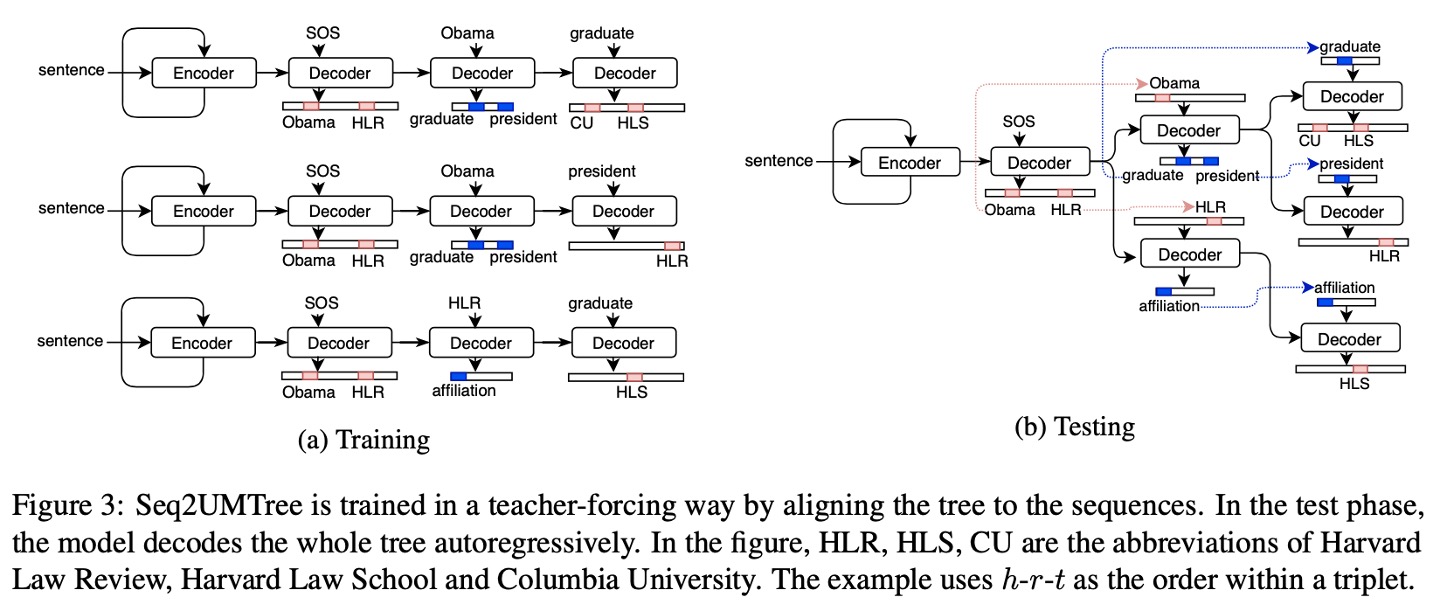 SOS Obama graduate
sentence Encoder Decoder Decoder Decoder
Obama HLR graduate president CU HLS
SOS Obama president
sentence Encoder Decoder Decoder Decoder
Obama HLR graduate president HLR
SOS HLR graduate
sentence Encoder Decoder Decoder Decoder
Obama HLR affiliation HLS
(a) Training
graduate
Obama
Decoder
SOS Decoder
CU HLS
sentence Encoder Decoder
graduate president president
Obama HLR HLR
Decoder
Decoder
HLR
affiliation affiliation
Decoder
HLS
(b) Testing
Figure 3: Seq2UMTree is trained in a teacher-forcing way by aligning the tree to the sequences. In the test phase,
the model decodes the whole tree autoregressively. In the figure, HLR, HLS, CU are the abbreviations of Harvard
Law Review, Harvard Law School and Columbia University. The example uses h-r-t as the order within a triplet.